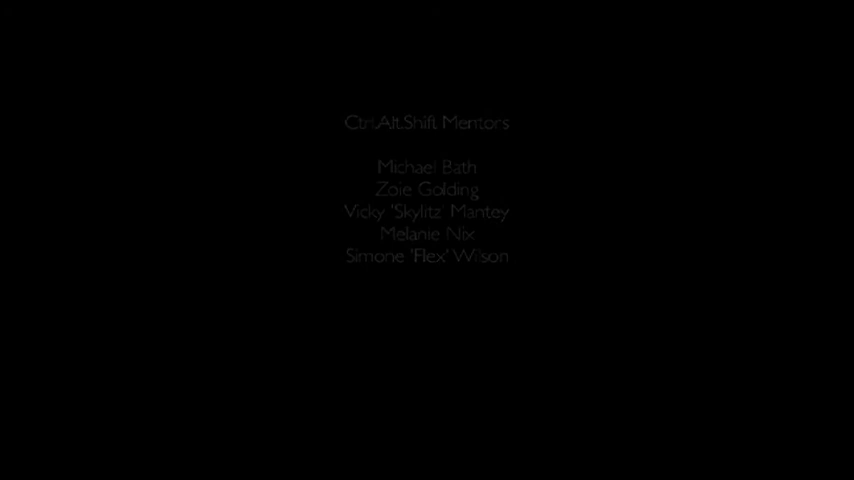 Ctrl.Alt.Shift Mentors
Michael Bath
Zoie Golding
Vicky 'Skylitz' Mantey
Melanie Nix
Simone 'Flex' Wilson